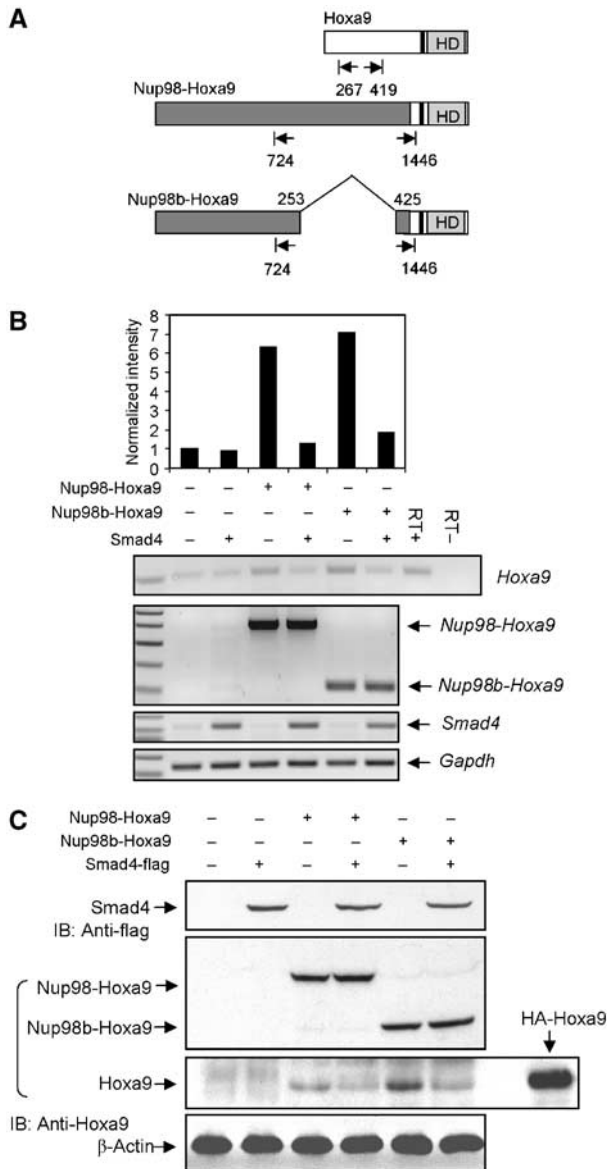 A
Hoxa9
HD
267 419
Nup98-Hoxa9
HD
724 1446
Nup98b-Hoxa9 253 425
HD
724 1446
B
Normalized intensity
8
7
6
5
4
3
2
1
0
Nup98-Hoxa9 – – + + – –
Nup98b-Hoxa9 – – – – + +
Smad4 – + – + – +
RT+
RT–
Hoxa9
Nup98-Hoxa9
Nup98b-Hoxa9
Smad4
Gapdh
C
Nup98-Hoxa9 – – + + – –
Nup98b-Hoxa9 – – – – + +
Smad4-flag – + – + – +
Smad4
IB: Anti-flag
Nup98-Hoxa9
Nup98b-Hoxa9
HA-Hoxa9
Hoxa9
IB: Anti-Hoxa9
β-Actin